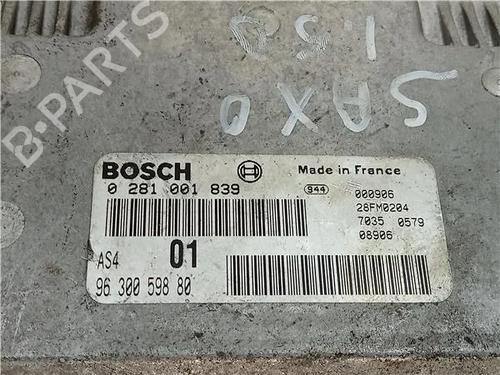 1.5D
SAXO
B-PARTS
BOSCH
Made in France
0 281 001 839
944
000906
28FM0204
7035 0579
08906
AS4
01
96 300 598 80